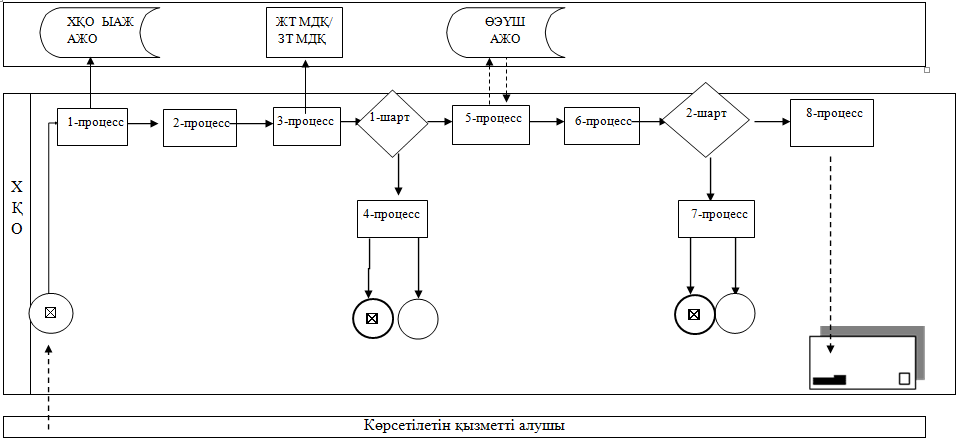 ХҚО ЫАЖ
АЖО
ЖТ МДҚ/
ЗТ МДҚ
ӨЭҮШ
АЖО
1-процесс
2-процесс
3-процесс
1-шарт
5-процесс
6-процесс
2-шарт
8-процесс
Х
Қ
О
4-процесс
7-процесс
Көрсетілетін қызметті алушы